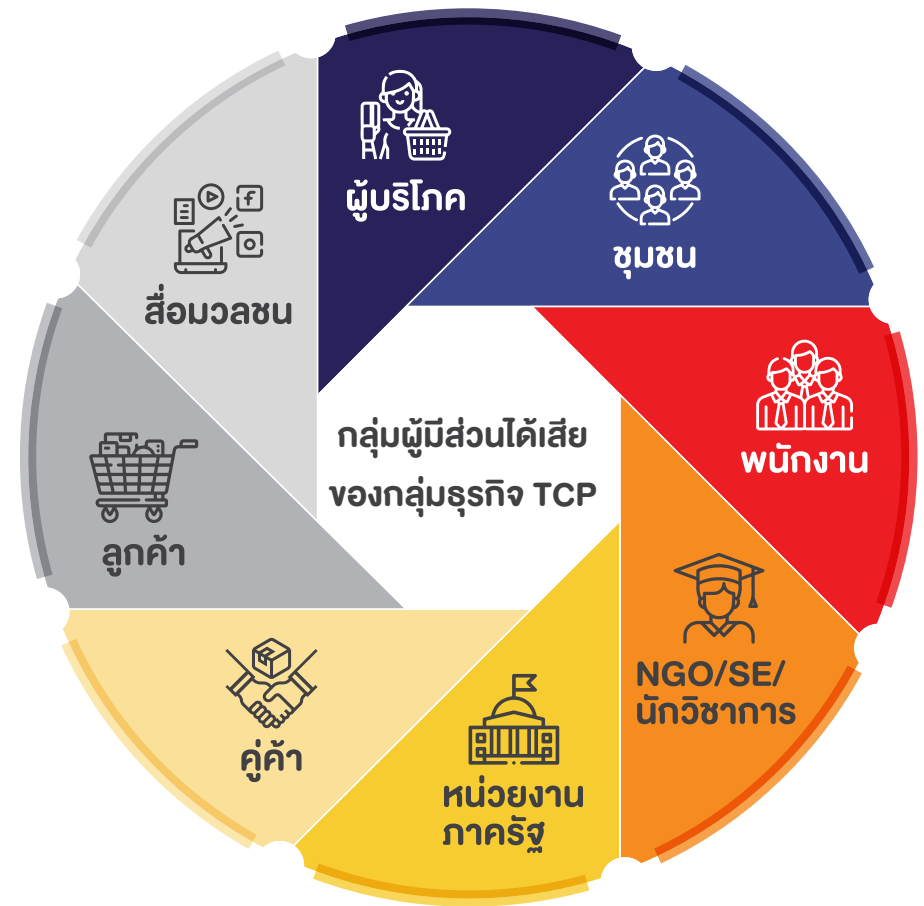 ผู้บริโภค
ชุมชน
พนักงาน
NGO/SE/
นักวิชาการ
หน่วยงาน
ภาครัฐ
คู่ค้า
ลูกค้า
สื่อมวลชน
กลุ่มผู้มีส่วนได้เสีย
ของกลุ่มธุรกิจ TCP